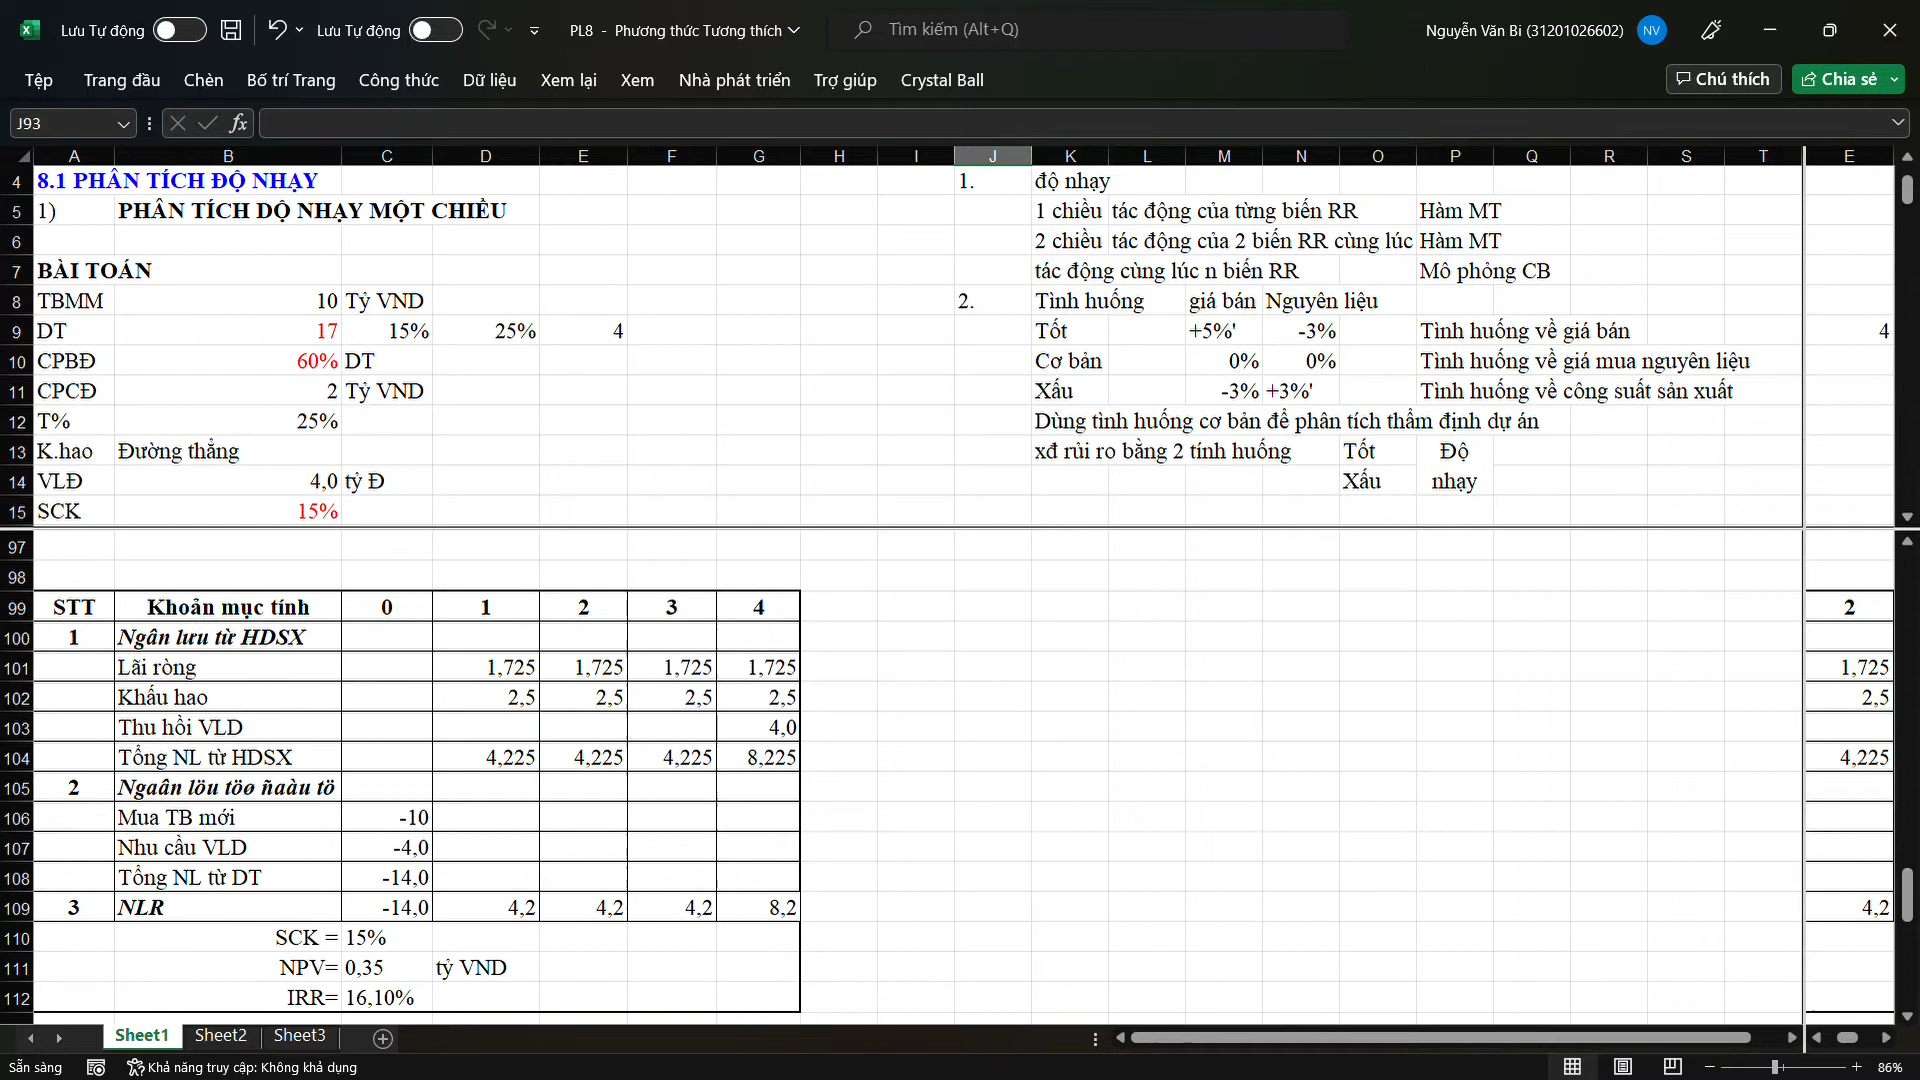 Lưu Tự động Lưu Tự động PL8 - Phương thức Tương thích Tìm kiếm (Alt+Q) Nguyễn Văn Bi (31201026602) NV
Tệp Trang đầu Chèn Bố trí Trang Công thức Dữ liệu Xem lại Xem Nhà phát triển Trợ giúp Crystal Ball Chú thích Chia sẻ
J93 fx
A B C D E F G H I J K L M N O P Q R S T E
4 8.1 PHÂN TÍCH ĐỘ NHẠY 1. độ nhạy
5 1) PHÂN TÍCH DỘ NHẠY MỘT CHIỀU 1 chiều tác động của từng biến RR Hàm MT
6 2 chiều tác động của 2 biến RR cùng lúc Hàm MT
7 BÀI TOÁN tác động cùng lúc n biến RR Mô phỏng CB
8 TBMM 10 Tỷ VND 2. Tình huống giá bán Nguyên liệu
9 DT 17 15% 25% 4 Tốt +5%' -3% Tình huống về giá bán 4
10 CPBĐ 60% DT Cơ bản 0% 0% Tình huống về giá mua nguyên liệu
11 CPCĐ 2 Tỷ VND Xấu -3% +3%' Tình huống về công suất sản xuất
12 T% 25% Dùng tình huống cơ bản để phân tích thẩm định dự án
13 K.hao Đường thẳng xđ rủi ro bằng 2 tính huống Tốt Độ
14 VLĐ 4,0 tỷ Đ Xấu nhạy
15 SCK 15%
97
98
99 STT Khoản mục tính 0 1 2 3 4 2
100 1 Ngân lưu từ HDSX
101 Lãi ròng 1,725 1,725 1,725 1,725 1,725
102 Khấu hao 2,5 2,5 2,5 2,5 2,5
103 Thu hồi VLD 4,0
104 Tổng NL từ HDSX 4,225 4,225 4,225 8,225 4,225
105 2 Ngaân löu töø ñaàu tö
106 Mua TB mới -10
107 Nhu cầu VLD -4,0
108 Tổng NL từ DT -14,0
109 3 NLR -14,0 4,2 4,2 4,2 8,2 4,2
110 SCK = 15%
111 NPV= 0,35 tỷ VND
112 IRR= 16,10%
Sheet1 Sheet2 Sheet3
Sẵn sàng Khả năng truy cập: Không khả dụng 86%